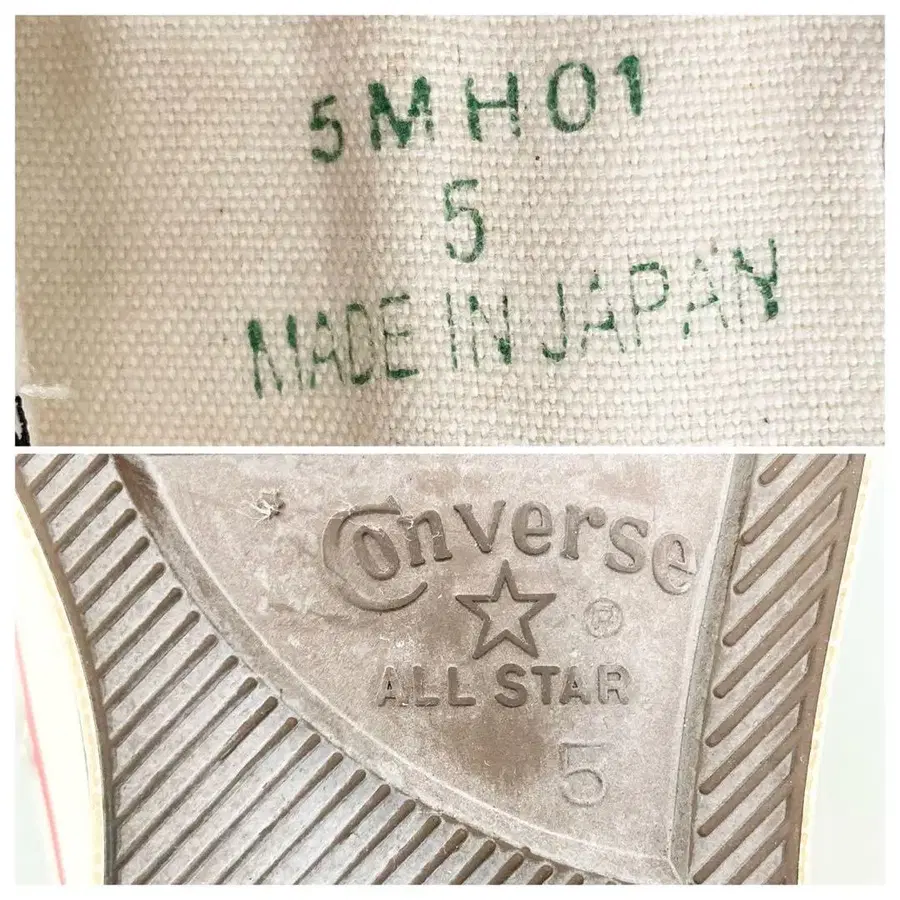 5MH01
5
MADE IN JAPAN
Converse
®
ALL STAR
5